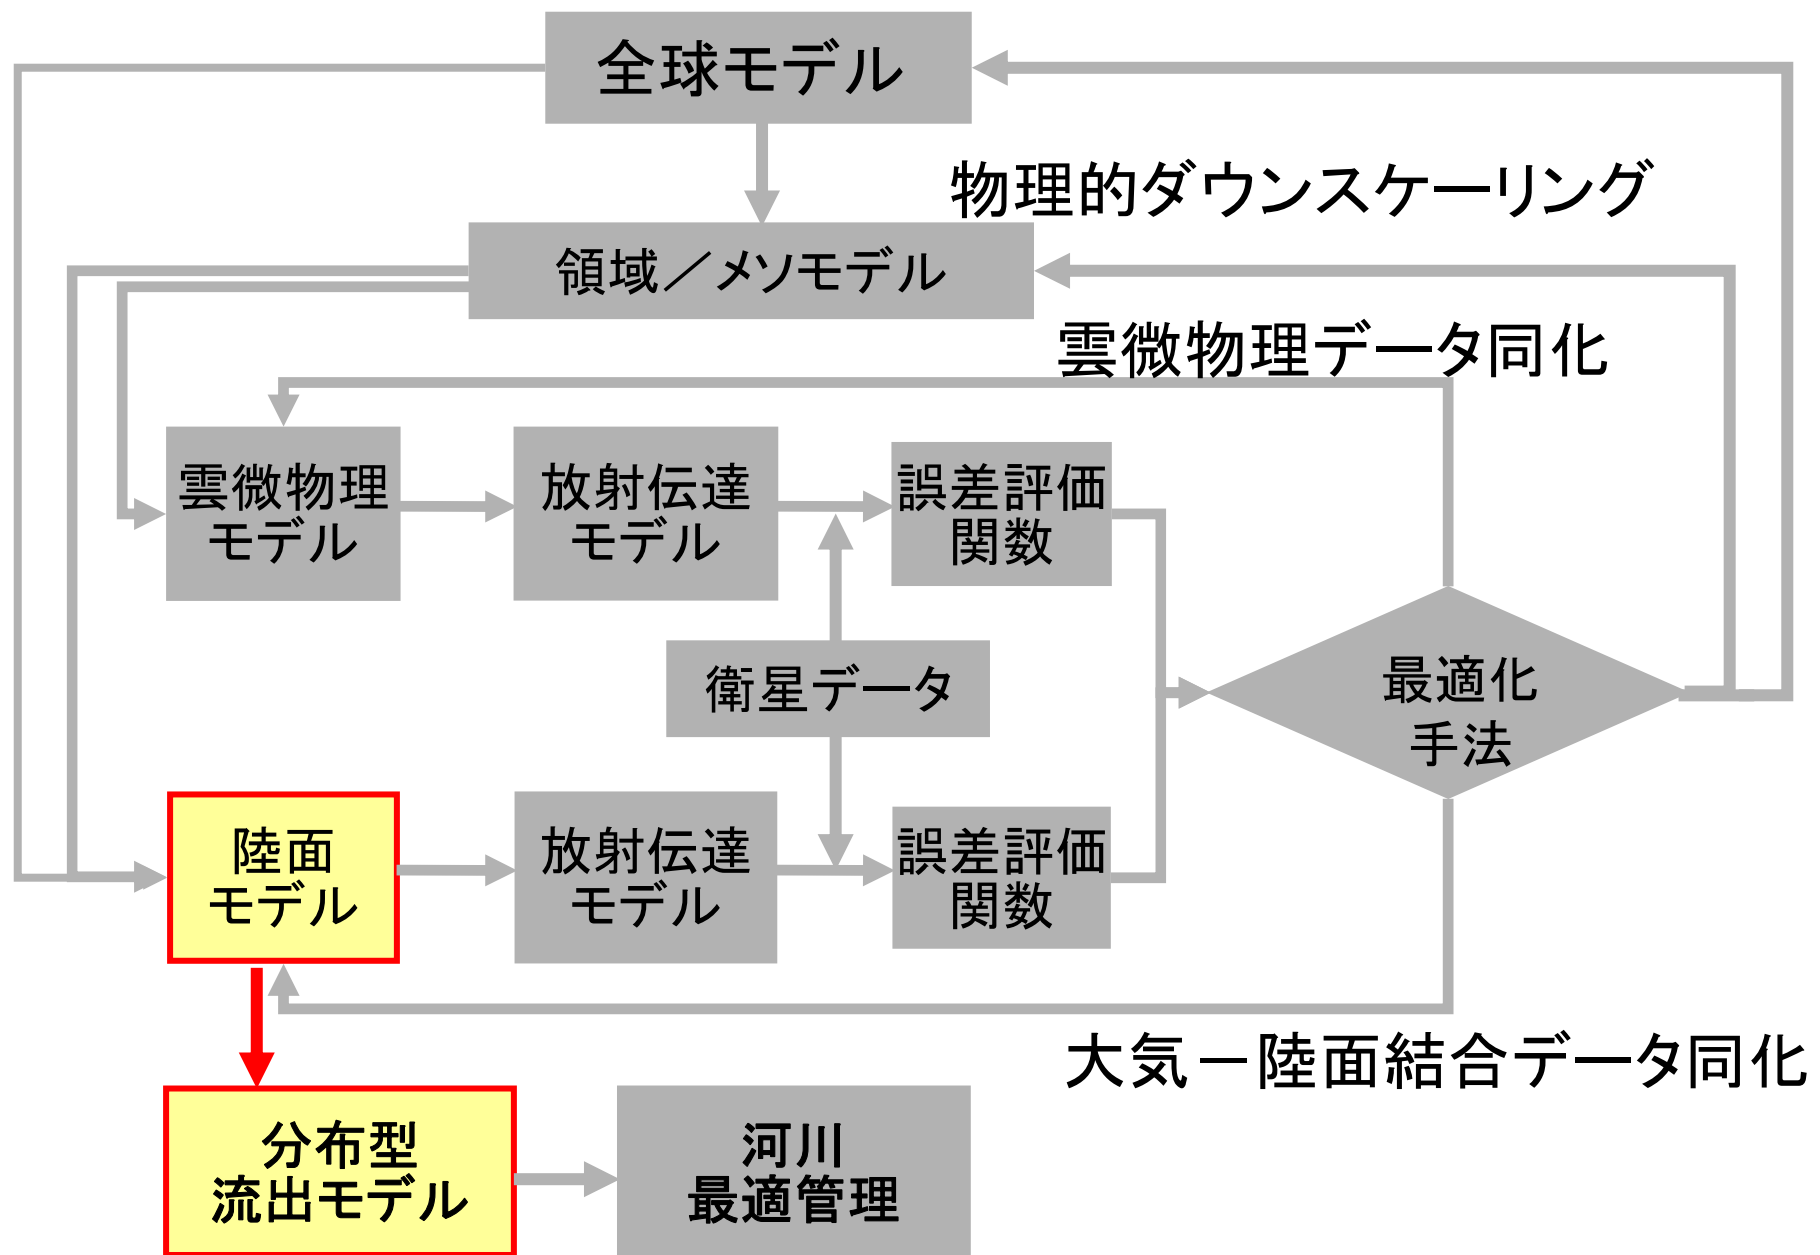 全球モデル
物理的ダウンスケーリング
領域／メソモデル
雲微物理データ同化
雲微物理
モデル
放射伝達
モデル
誤差評価
関数
衛星データ
最適化
手法
陸面
モデル
放射伝達
モデル
誤差評価
関数
大気－陸面結合データ同化
分布型
流出モデル
河川
最適管理